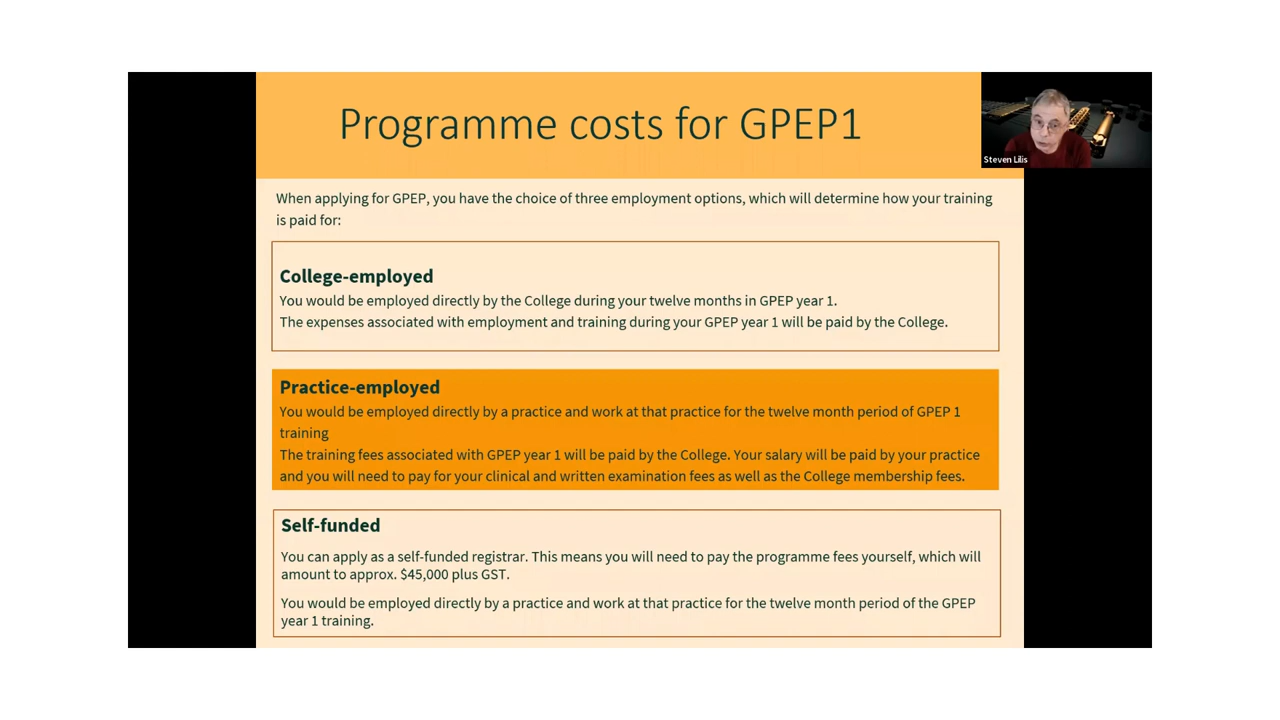 Programme costs for GPEP1
Steven Lilis
When applying for GPEP, you have the choice of three employment options, which will determine how your training
is paid for:
College-employed
You would be employed directly by the College during your twelve months in GPEP year 1.
The expenses associated with employment and training during your GPEP year 1 will be paid by the College.
Practice-employed
You would be employed directly by a practice and work at that practice for the twelve month period of GPEP 1
training
The training fees associated with GPEP year 1 will be paid by the College. Your salary will be paid by your practice
and you will need to pay for your clinical and written examination fees as well as the College membership fees.
Self-funded
You can apply as a self-funded registrar. This means you will need to pay the programme fees yourself, which will
amount to approx. $45,000 plus GST.
You would be employed directly by a practice and work at that practice for the twelve month period of the GPEP
year 1 training.